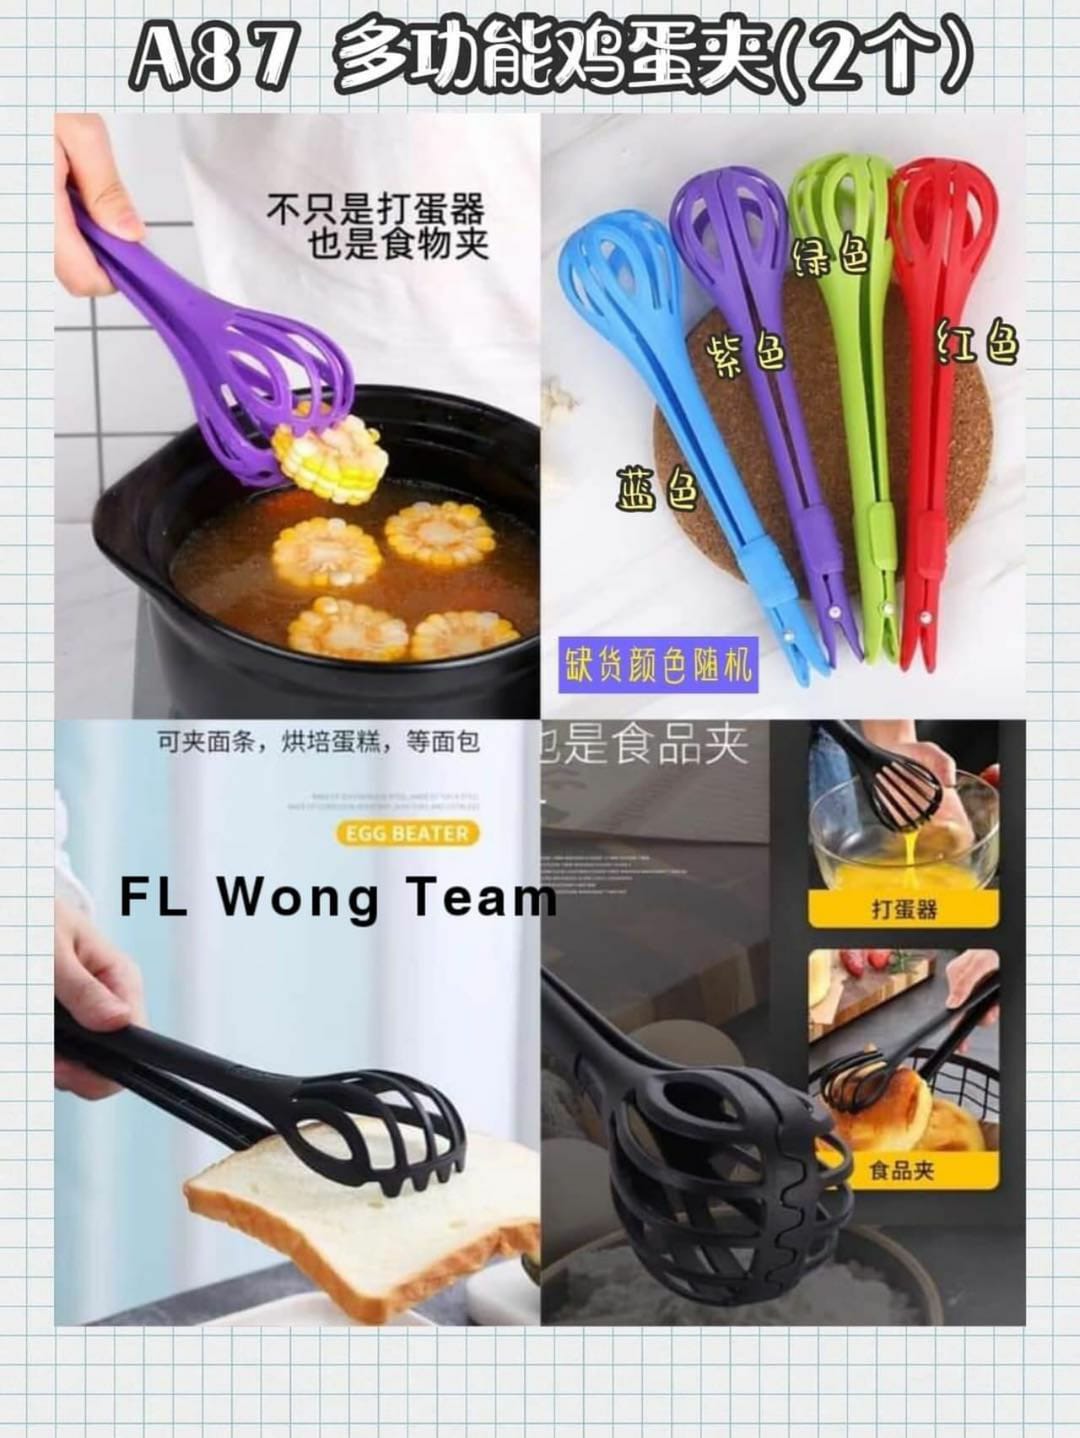 A87 多功能鸡蛋夹(2个)
不只是打蛋器
也是食物夹
绿色
紫色
红色
蓝色
缺货颜色随机
可夹面条，烘培蛋糕，等面包
EGG BEATER
FL Wong Team
也是食品夹
打蛋器
食品夹